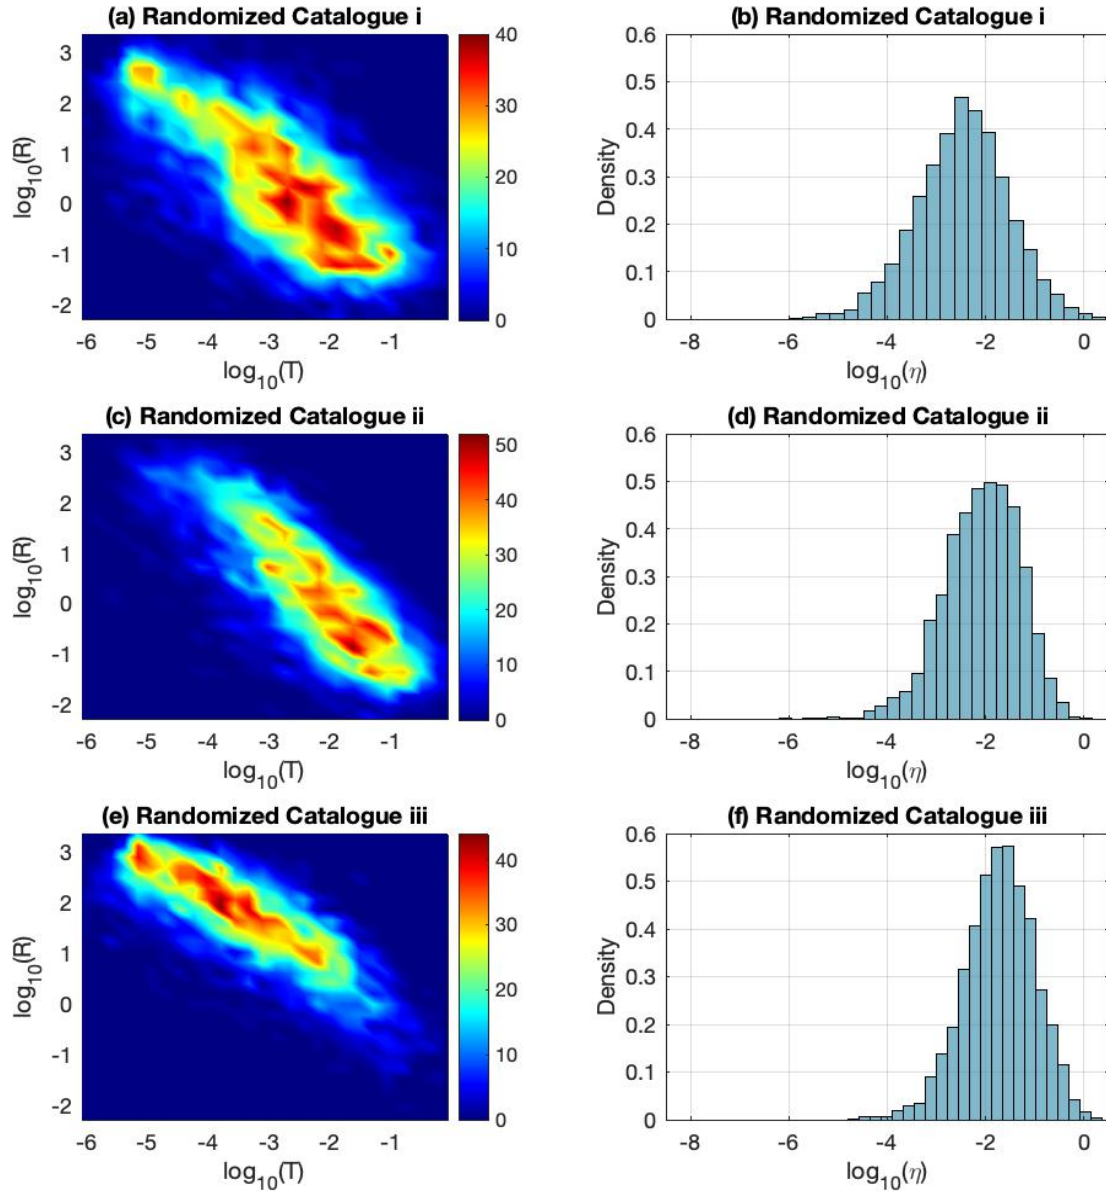 (a) Randomized Catalogue i
3
2
1
0
-1
-2
log10(R)
-6 -5 -4 -3 -2 -1
log10(T)
40
30
20
10
0
(b) Randomized Catalogue i
0.6
0.5
0.4
0.3
0.2
0.1
0
Density
-8 -6 -4 -2 0
log10(η)
(c) Randomized Catalogue ii
3
2
1
0
-1
-2
log10(R)
-6 -5 -4 -3 -2 -1
log10(T)
50
40
30
20
10
0
(d) Randomized Catalogue ii
0.6
0.5
0.4
0.3
0.2
0.1
0
Density
-8 -6 -4 -2 0
log10(η)
(e) Randomized Catalogue iii
3
2
1
0
-1
-2
log10(R)
-6 -5 -4 -3 -2 -1
log10(T)
40
30
20
10
0
(f) Randomized Catalogue iii
0.6
0.5
0.4
0.3
0.2
0.1
0
Density
-8 -6 -4 -2 0
log10(η)